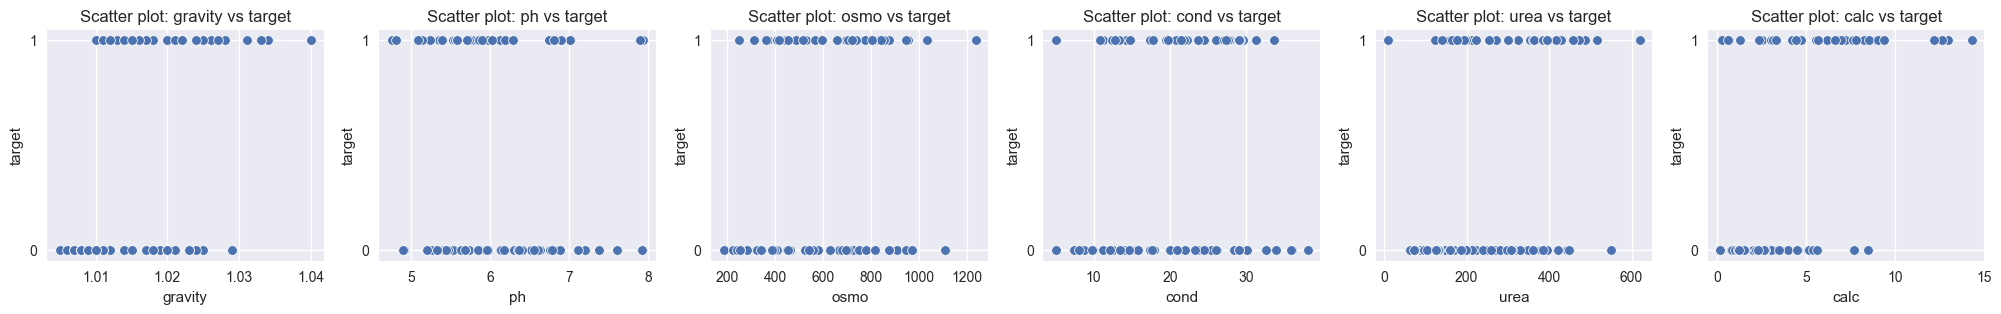 Scatter plot: gravity vs target
1
target
0
1.01 1.02 1.03 1.04
gravity
Scatter plot: ph vs target
1
target
0
5 6 7 8
ph
Scatter plot: osmo vs target
1
target
0
200 400 600 800 1000 1200
osmo
Scatter plot: cond vs target
1
target
0
10 20 30
cond
Scatter plot: urea vs target
1
target
0
0 200 400 600
urea
Scatter plot: calc vs target
1
target
0
0 5 10 15
calc